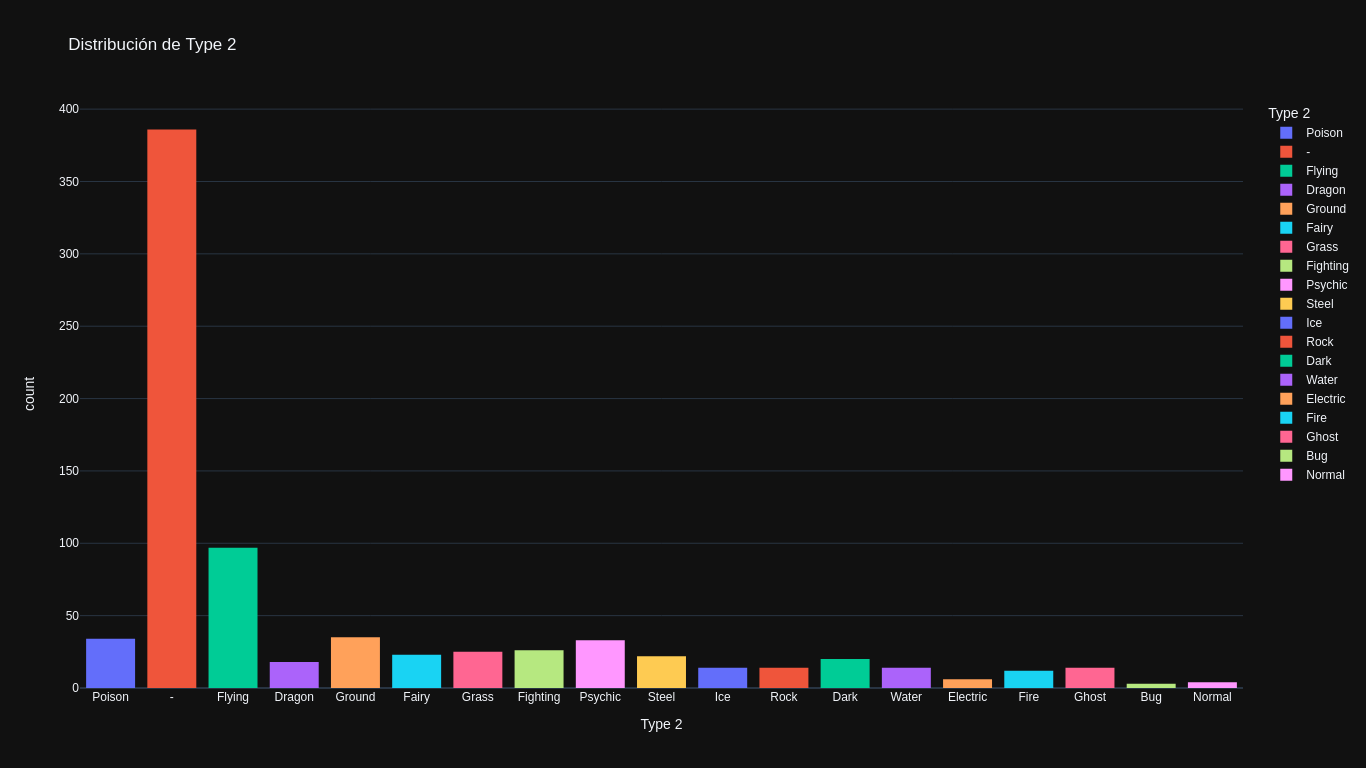 Distribución de Type 2
400
350
300
250
200
150
100
50
0
count
Poison - Flying Dragon Ground Fairy Grass Fighting Psychic Steel Ice Rock Dark Water Electric Fire Ghost Bug Normal
Type 2
Type 2
Poison
-
Flying
Dragon
Ground
Fairy
Grass
Fighting
Psychic
Steel
Ice
Rock
Dark
Water
Electric
Fire
Ghost
Bug
Normal